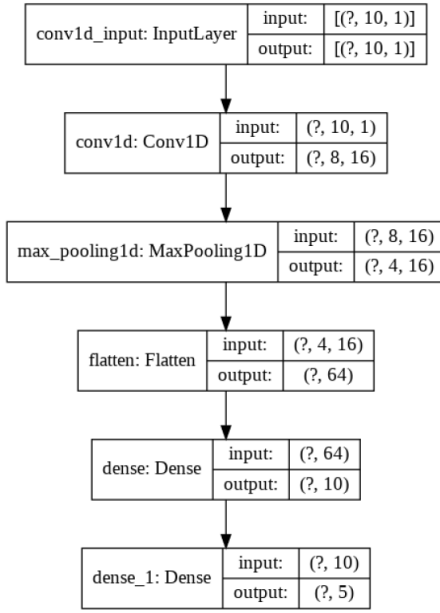 conv1d_input: InputLayer
input: [(?, 10, 1)]
output: [(?, 10, 1)]
conv1d: Conv1D
input: (?, 10, 1)
output: (?, 8, 16)
max_pooling1d: MaxPooling1D
input: (?, 8, 16)
output: (?, 4, 16)
flatten: Flatten
input: (?, 4, 16)
output: (?, 64)
dense: Dense
input: (?, 64)
output: (?, 10)
dense_1: Dense
input: (?, 10)
output: (?, 5)